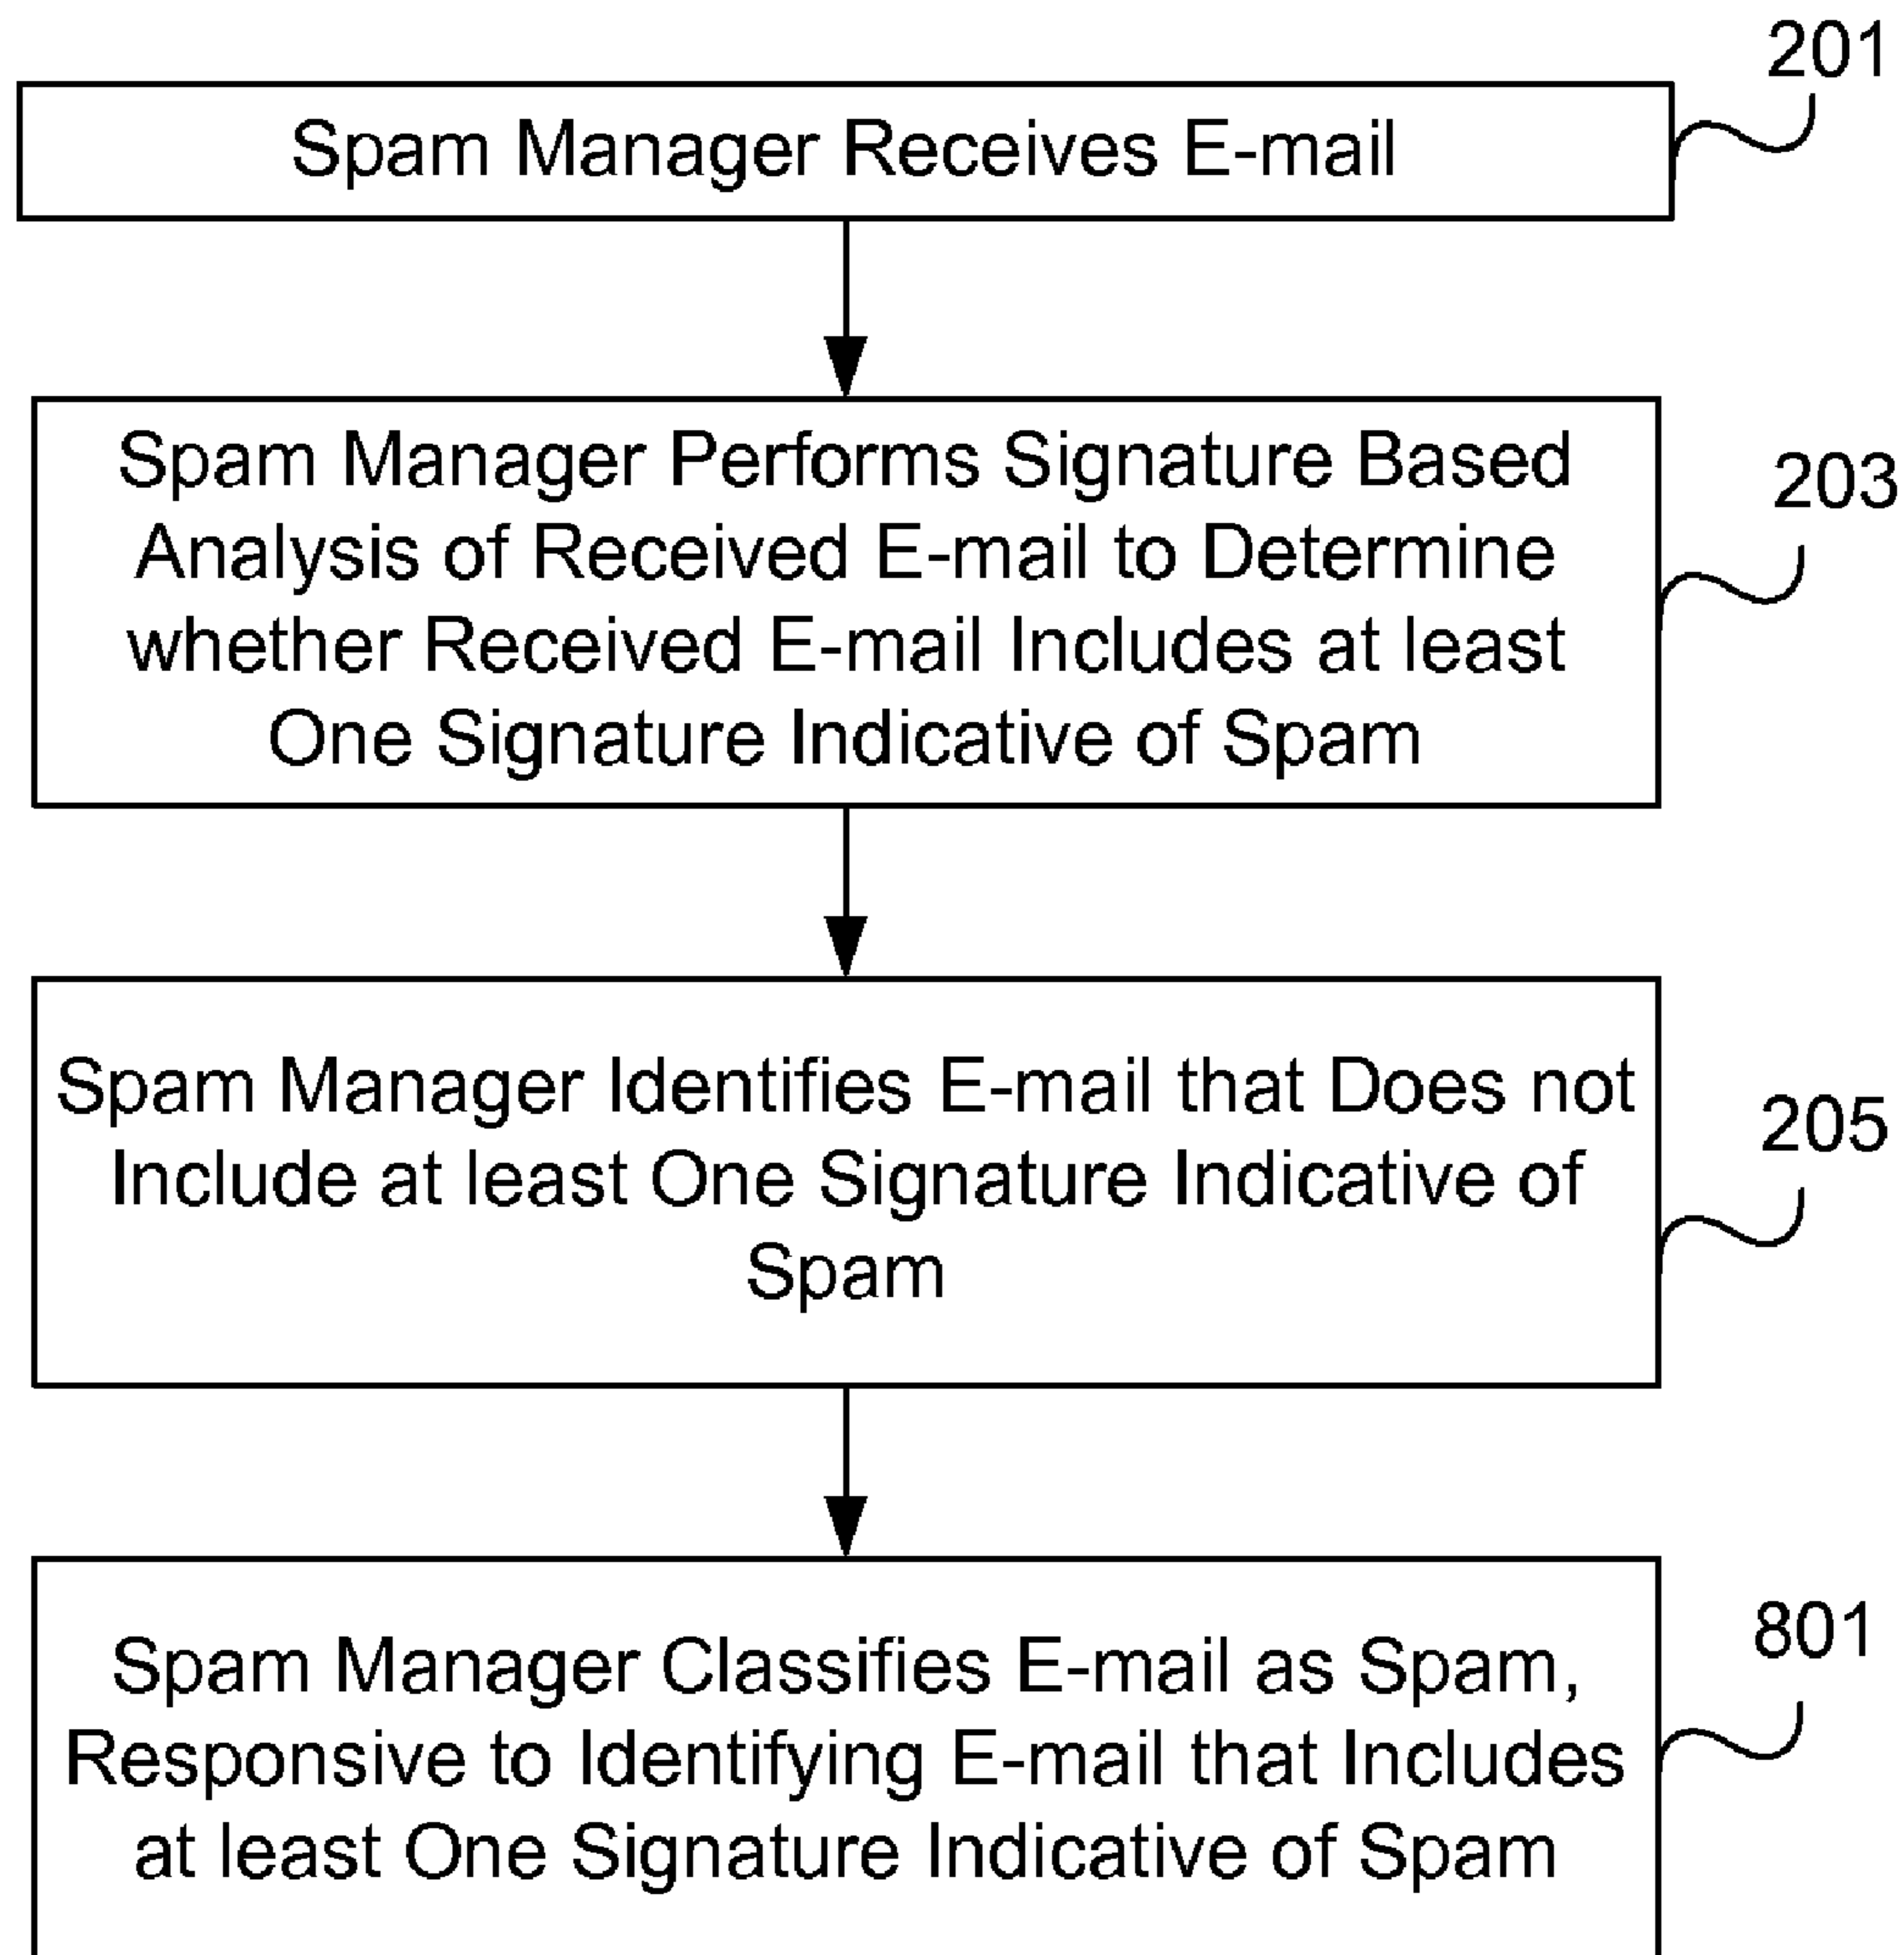 201
Spam Manager Receives E-mail
Spam Manager Performs Signature Based
Analysis of Received E-mail to Determine
whether Received E-mail Includes at least
One Signature Indicative of Spam
203
Spam Manager Identifies E-mail that Does not
Include at least One Signature Indicative of
Spam
205
Spam Manager Classifies E-mail as Spam,
Responsive to Identifying E-mail that Includes
at least One Signature Indicative of Spam
801